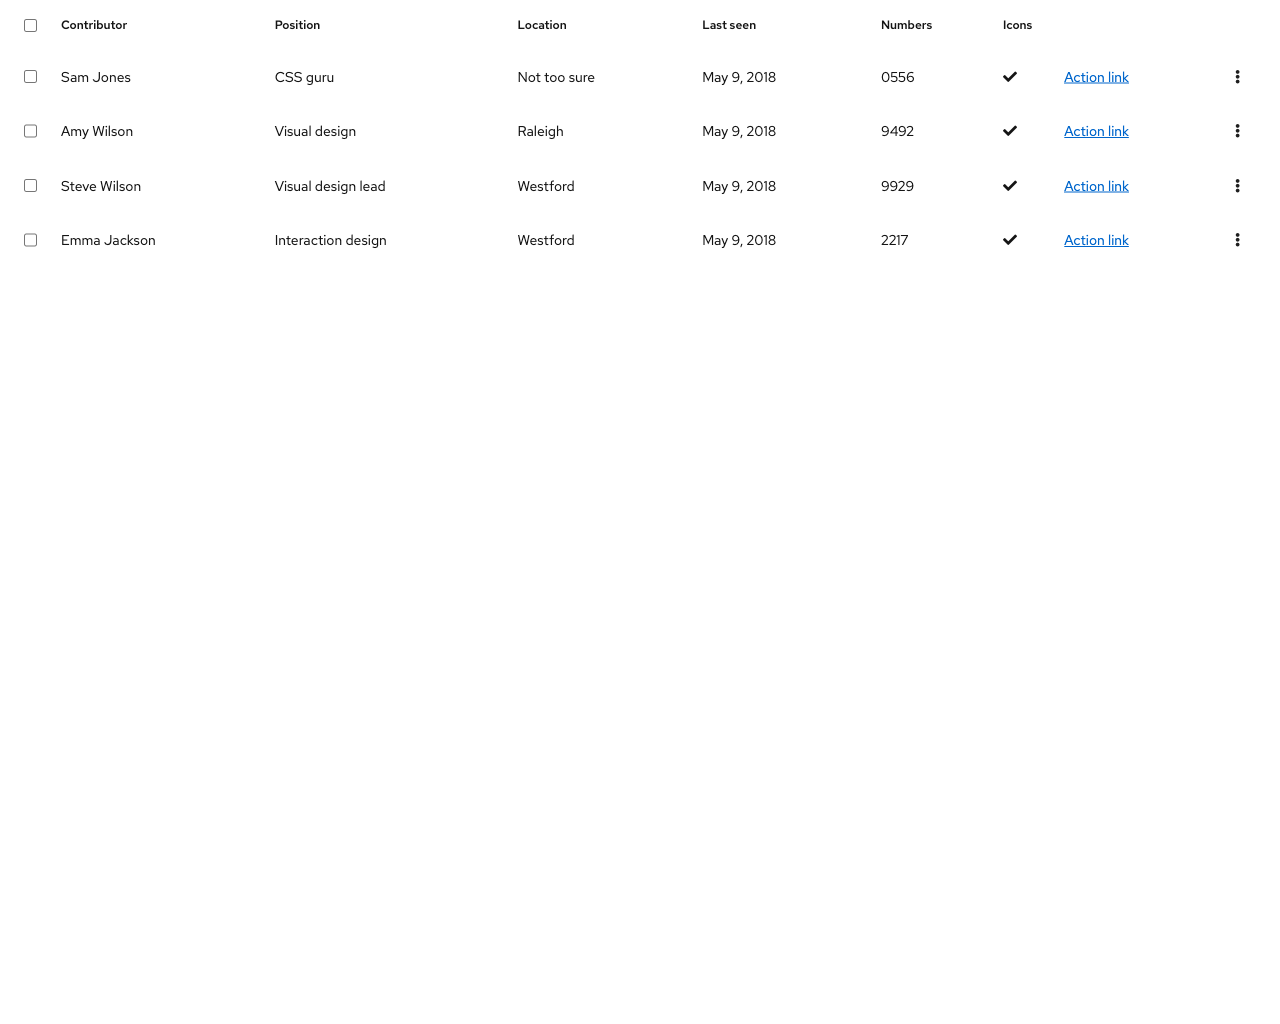 Contributor Position Location Last seen Numbers Icons
Sam Jones CSS guru Not too sure May 9, 2018 0556 Action link
Amy Wilson Visual design Raleigh May 9, 2018 9492 Action link
Steve Wilson Visual design lead Westford May 9, 2018 9929 Action link
Emma Jackson Interaction design Westford May 9, 2018 2217 Action link